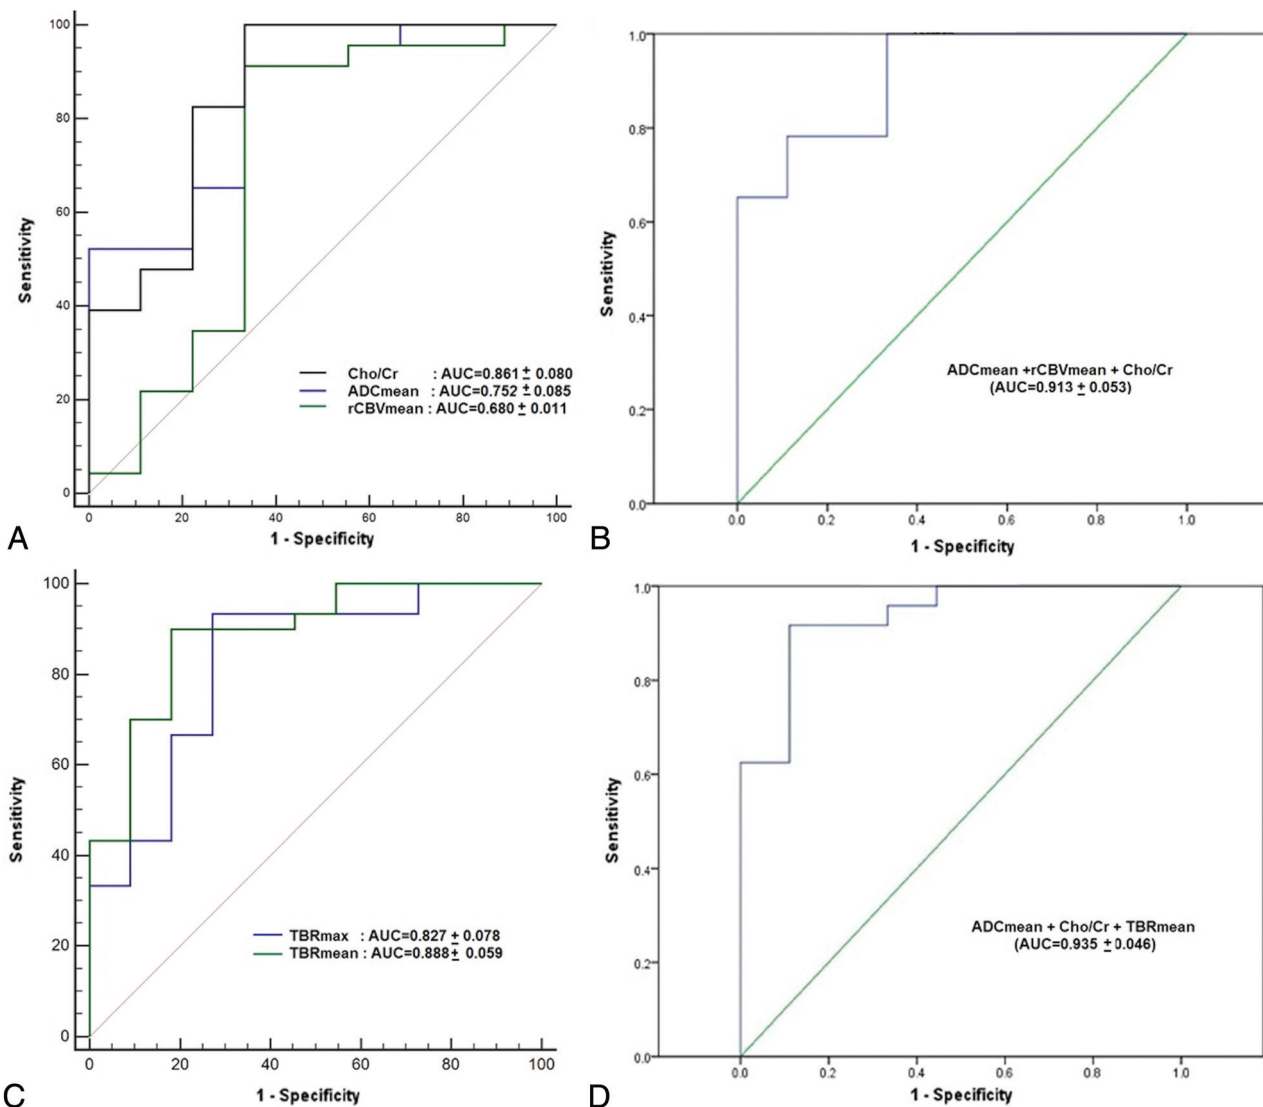 100
80
60
40
20
0
Sensitivity
Cho/Cr : AUC=0.861 ± 0.080
ADCmean : AUC=0.752 ± 0.085
rCBVmean : AUC=0.680 ± 0.011
0 20 40 60 80 100
1 - Specificity
A
1.0
0.8
0.6
0.4
0.2
0.0
Sensitivity
ADCmean +rCBVmean + Cho/Cr
(AUC=0.913 ± 0.053)
0.0 0.2 0.4 0.6 0.8 1.0
1 - Specificity
B
100
80
60
40
20
0
Sensitivity
TBRmax : AUC=0.827 ± 0.078
TBRmean : AUC=0.888± 0.059
0 20 40 60 80 100
1 - Specificity
C
1.0
0.8
0.6
0.4
0.2
0.0
Sensitivity
ADCmean + Cho/Cr + TBRmean
(AUC=0.935 ±0.046)
0.0 0.2 0.4 0.6 0.8 1.0
1 - Specificity
D